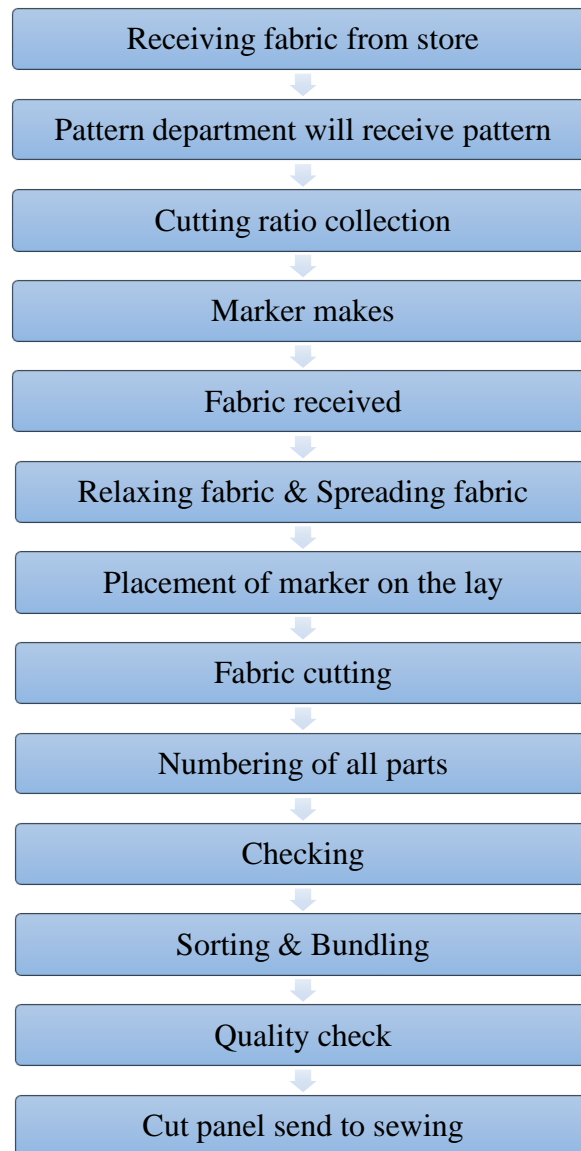 Receiving fabric from store
Pattern department will receive pattern
Cutting ratio collection
Marker makes
Fabric received
Relaxing fabric & Spreading fabric
Placement of marker on the lay
Fabric cutting
Numbering of all parts
Checking
Sorting & Bundling
Quality check
Cut panel send to sewing